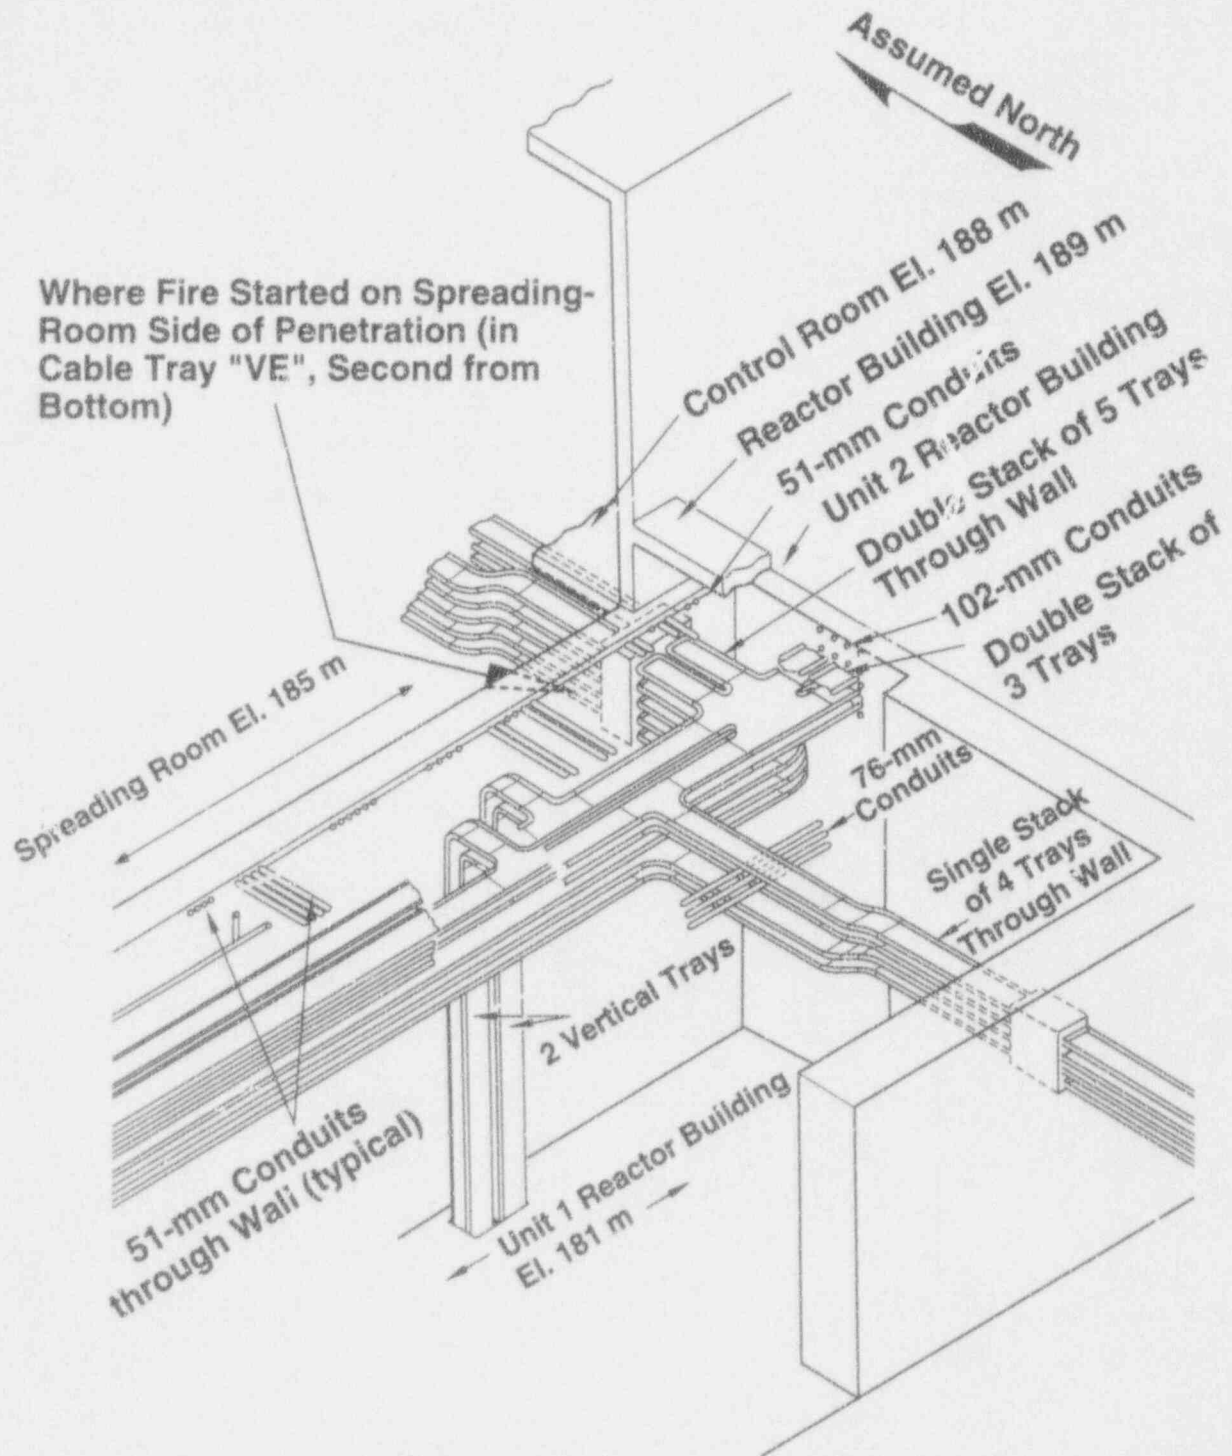 Assumed North
Where Fire Started on Spreading-
Room Side of Penetration (in
Cable Tray "VE", Second from
Bottom)
Control Room El. 188 m
Reactor Building El. 189 m
51-mm Conduits
Unit 2 Reactor Building
Double Stack of 5 Trays
Through Wall
102-mm Conduits
Double Stack of
3 Trays
Spreading Room El. 185 m
76-mm
Conduits
Single Stack
of 4 Trays
Through Wall
2 Vertical Trays
51-mm Conduits
through Wall (typical)
Unit 1 Reactor Building
El. 181 m